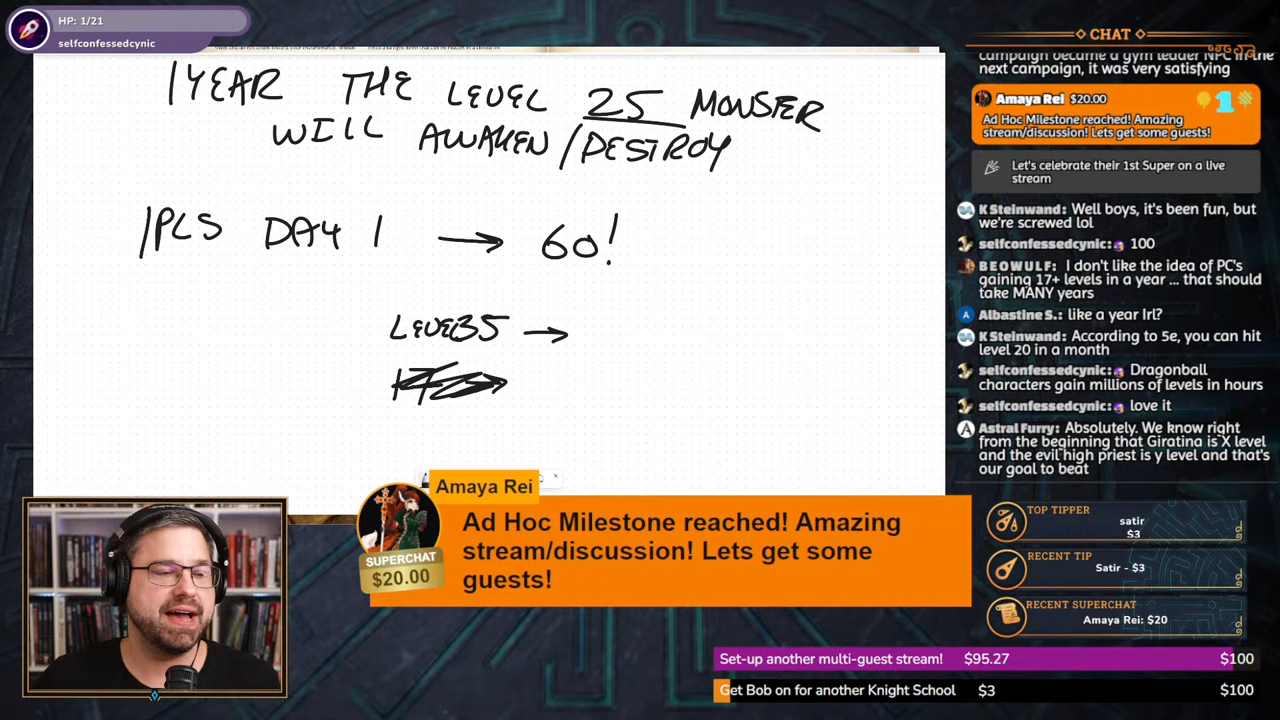 HP: 1/21
selfconfessedcynic
1 YEAR THE LEVEL 25 MONSTER
WILL AWAKEN / DESTROY
/PCS DAY 1 → 60!
LEVEL 35 →
Amaya Rei
SUPERCHAT
$20.00
Ad Hoc Milestone reached! Amazing
stream/discussion! Lets get some
guests!
CHAT
campaign became a gym leader NPC in the
next campaign, it was very satisfying
Amaya Rei $20.00
1
Ad Hoc Milestone reached! Amazing
stream/discussion! Lets get some guests!
Let's celebrate their 1st Super on a live
stream
K Steinwand: Well boys, it's been fun, but
we're screwed lol
selfconfessedcynic: 100
BEOWULF: I don't like the idea of PC's
gaining 17+ levels in a year ... that should
take MANY years
Albastine S.: like a year Irl?
K Steinwand: According to 5e, you can hit
level 20 in a month
selfconfessedcynic: Dragonball
characters gain millions of levels in hours
selfconfessedcynic: love it
Astral Furry: Absolutely. We know right
from the beginning that Giratina is X level
and the evil high priest is y level and that's
our goal to beat
TOP TIPPER
satir
$3
RECENT TIP
Satir - $3
RECENT SUPERCHAT
Amaya Rei: $20
Set-up another multi-guest stream! $95.27 $100
Get Bob on for another Knight School $3 $100